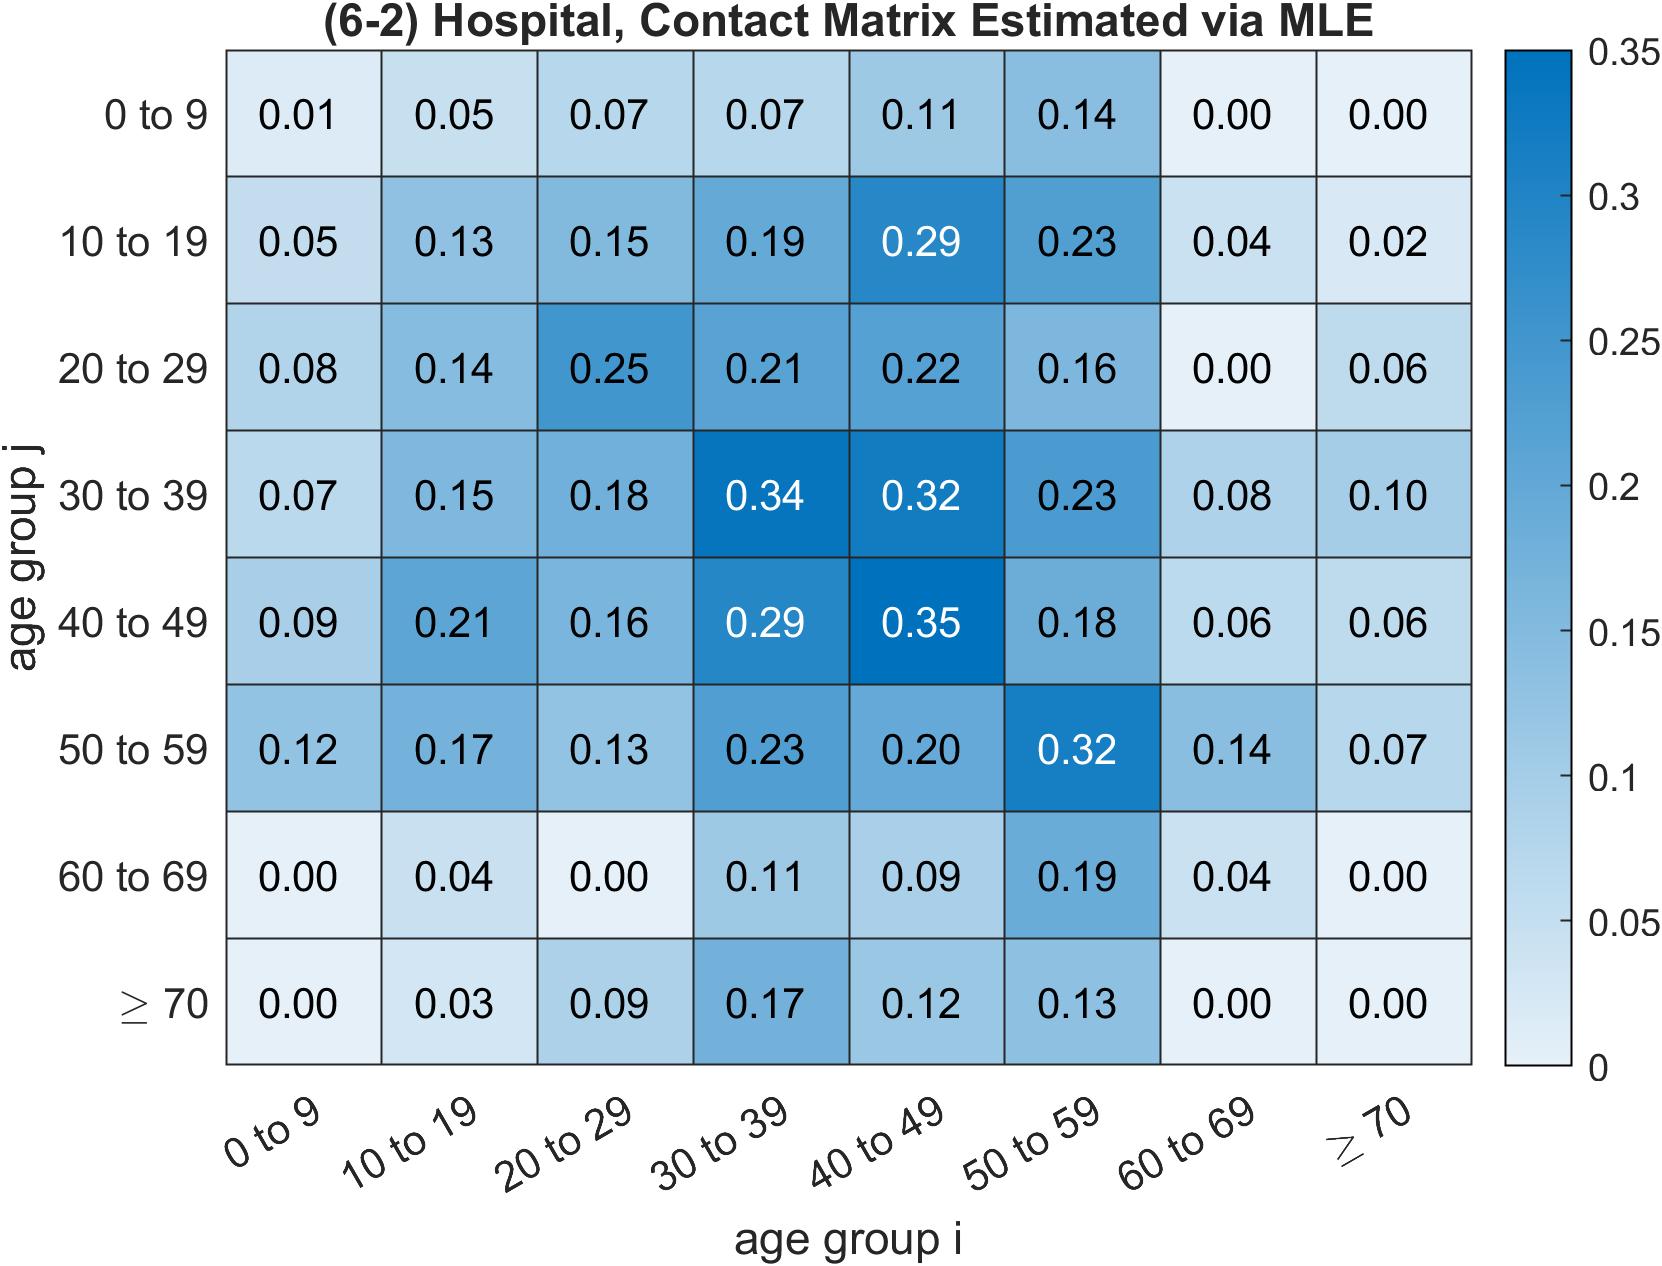 (6-2) Hospital, Contact Matrix Estimated via MLE
0 to 9 0.01 0.05 0.07 0.07 0.11 0.14 0.00 0.00
10 to 19 0.05 0.13 0.15 0.19 0.29 0.23 0.04 0.02
20 to 29 0.08 0.14 0.25 0.21 0.22 0.16 0.00 0.06
30 to 39 0.07 0.15 0.18 0.34 0.32 0.23 0.08 0.10
40 to 49 0.09 0.21 0.16 0.29 0.35 0.18 0.06 0.06
50 to 59 0.12 0.17 0.13 0.23 0.20 0.32 0.14 0.07
60 to 69 0.00 0.04 0.00 0.11 0.09 0.19 0.04 0.00
≥ 70 0.00 0.03 0.09 0.17 0.12 0.13 0.00 0.00
0 to 9 10 to 19 20 to 29 30 to 39 40 to 49 50 to 59 60 to 69 ≥ 70
age group i
age group j
0.35
0.3
0.25
0.2
0.15
0.1
0.05
0